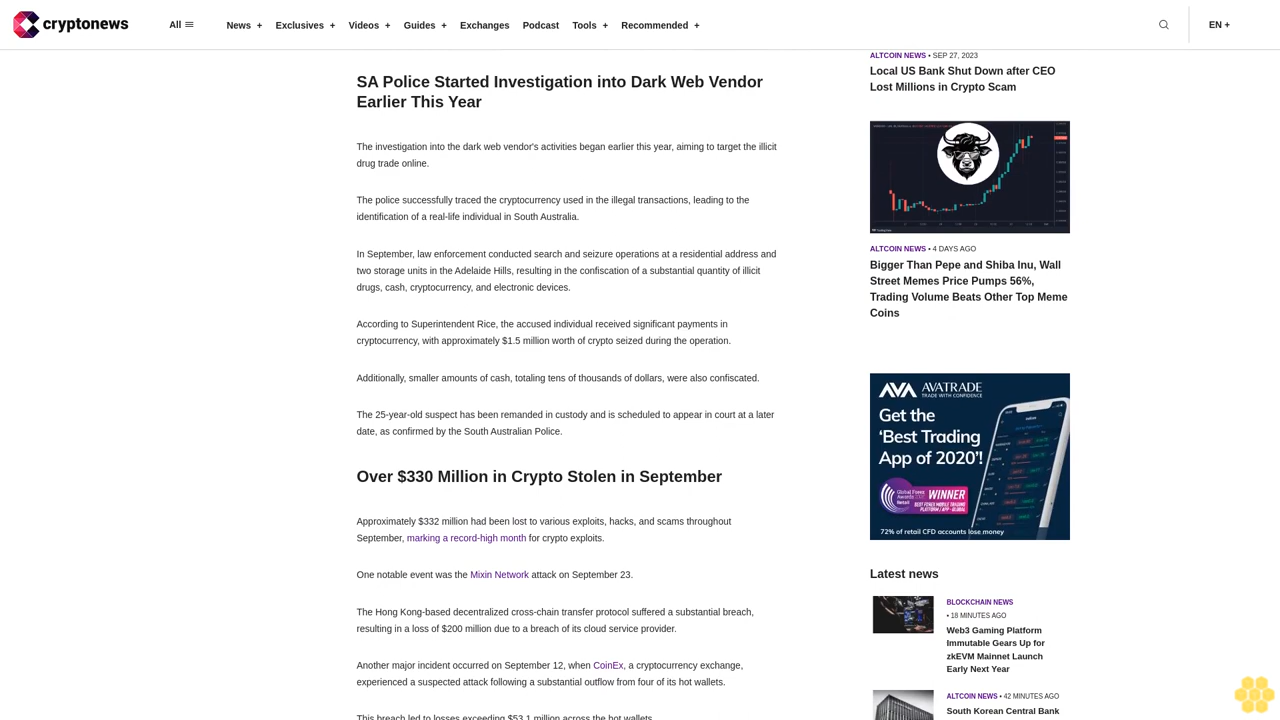 cryptonews
All
News +
Exclusives +
Videos +
Guides +
Exchanges
Podcast
Tools +
Recommended +
EN +
SA Police Started Investigation into Dark Web Vendor
Earlier This Year
The investigation into the dark web vendor's activities began earlier this year, aiming to target the illicit
drug trade online.
The police successfully traced the cryptocurrency used in the illegal transactions, leading to the
identification of a real-life individual in South Australia.
In September, law enforcement conducted search and seizure operations at a residential address and
two storage units in the Adelaide Hills, resulting in the confiscation of a substantial quantity of illicit
drugs, cash, cryptocurrency, and electronic devices.
According to Superintendent Rice, the accused individual received significant payments in
cryptocurrency, with approximately $1.5 million worth of crypto seized during the operation.
Additionally, smaller amounts of cash, totaling tens of thousands of dollars, were also confiscated.
The 25-year-old suspect has been remanded in custody and is scheduled to appear in court at a later
date, as confirmed by the South Australian Police.
Over $330 Million in Crypto Stolen in September
Approximately $332 million had been lost to various exploits, hacks, and scams throughout
September, marking a record-high month for crypto exploits.
One notable event was the Mixin Network attack on September 23.
The Hong Kong-based decentralized cross-chain transfer protocol suffered a substantial breach,
resulting in a loss of $200 million due to a breach of its cloud service provider.
Another major incident occurred on September 12, when CoinEx, a cryptocurrency exchange,
experienced a suspected attack following a substantial outflow from four of its hot wallets.
This breach led to losses exceeding $53.1 million across the hot wallets.
ALTCOIN NEWS • SEP 27, 2023
Local US Bank Shut Down after CEO
Lost Millions in Crypto Scam
ALTCOIN NEWS • 4 DAYS AGO
Bigger Than Pepe and Shiba Inu, Wall
Street Memes Price Pumps 56%,
Trading Volume Beats Other Top Meme
Coins
AVA AVATRADE
TRADE WITH CONFIDENCE
Get the
'Best Trading
App of 2020'!
Global Forex
Awards
Retail
WINNER
BEST FOREX MOBILE TRADING
PLATFORM / APP - GLOBAL
72% of retail CFD accounts lose money
Latest news
BLOCKCHAIN NEWS
• 18 MINUTES AGO
Web3 Gaming Platform
Immutable Gears Up for
zkEVM Mainnet Launch
Early Next Year
ALTCOIN NEWS • 42 MINUTES AGO
South Korean Central Bank